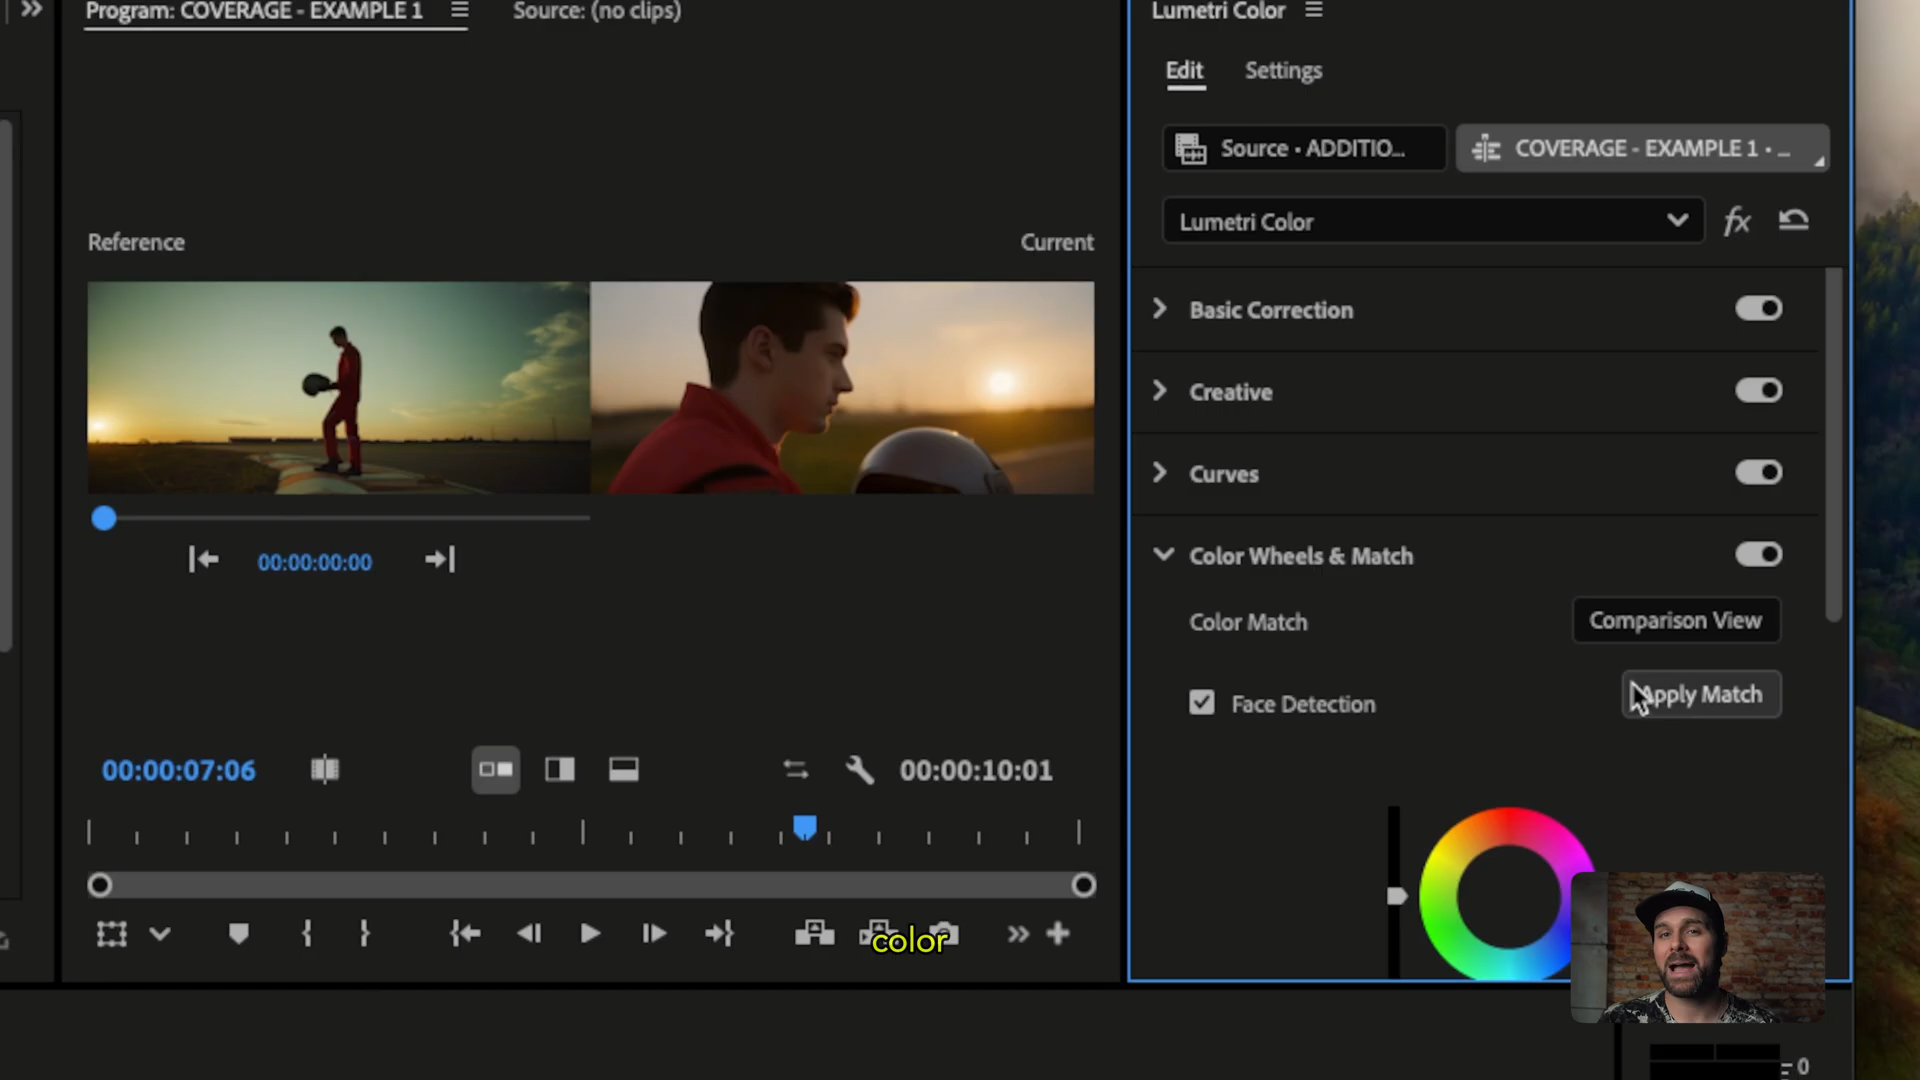 Program: COVERAGE - EXAMPLE 1
Source: (no clips)
Lumetri Color
Edit
Settings
Source • ADDITIO...
COVERAGE - EXAMPLE 1 • ...
Lumetri Color
fx
Reference
Current
Basic Correction
Creative
Curves
00:00:00:00
Color Wheels & Match
Color Match
Comparison View
Face Detection
Apply Match
00:00:07:06
00:00:10:01
color
0